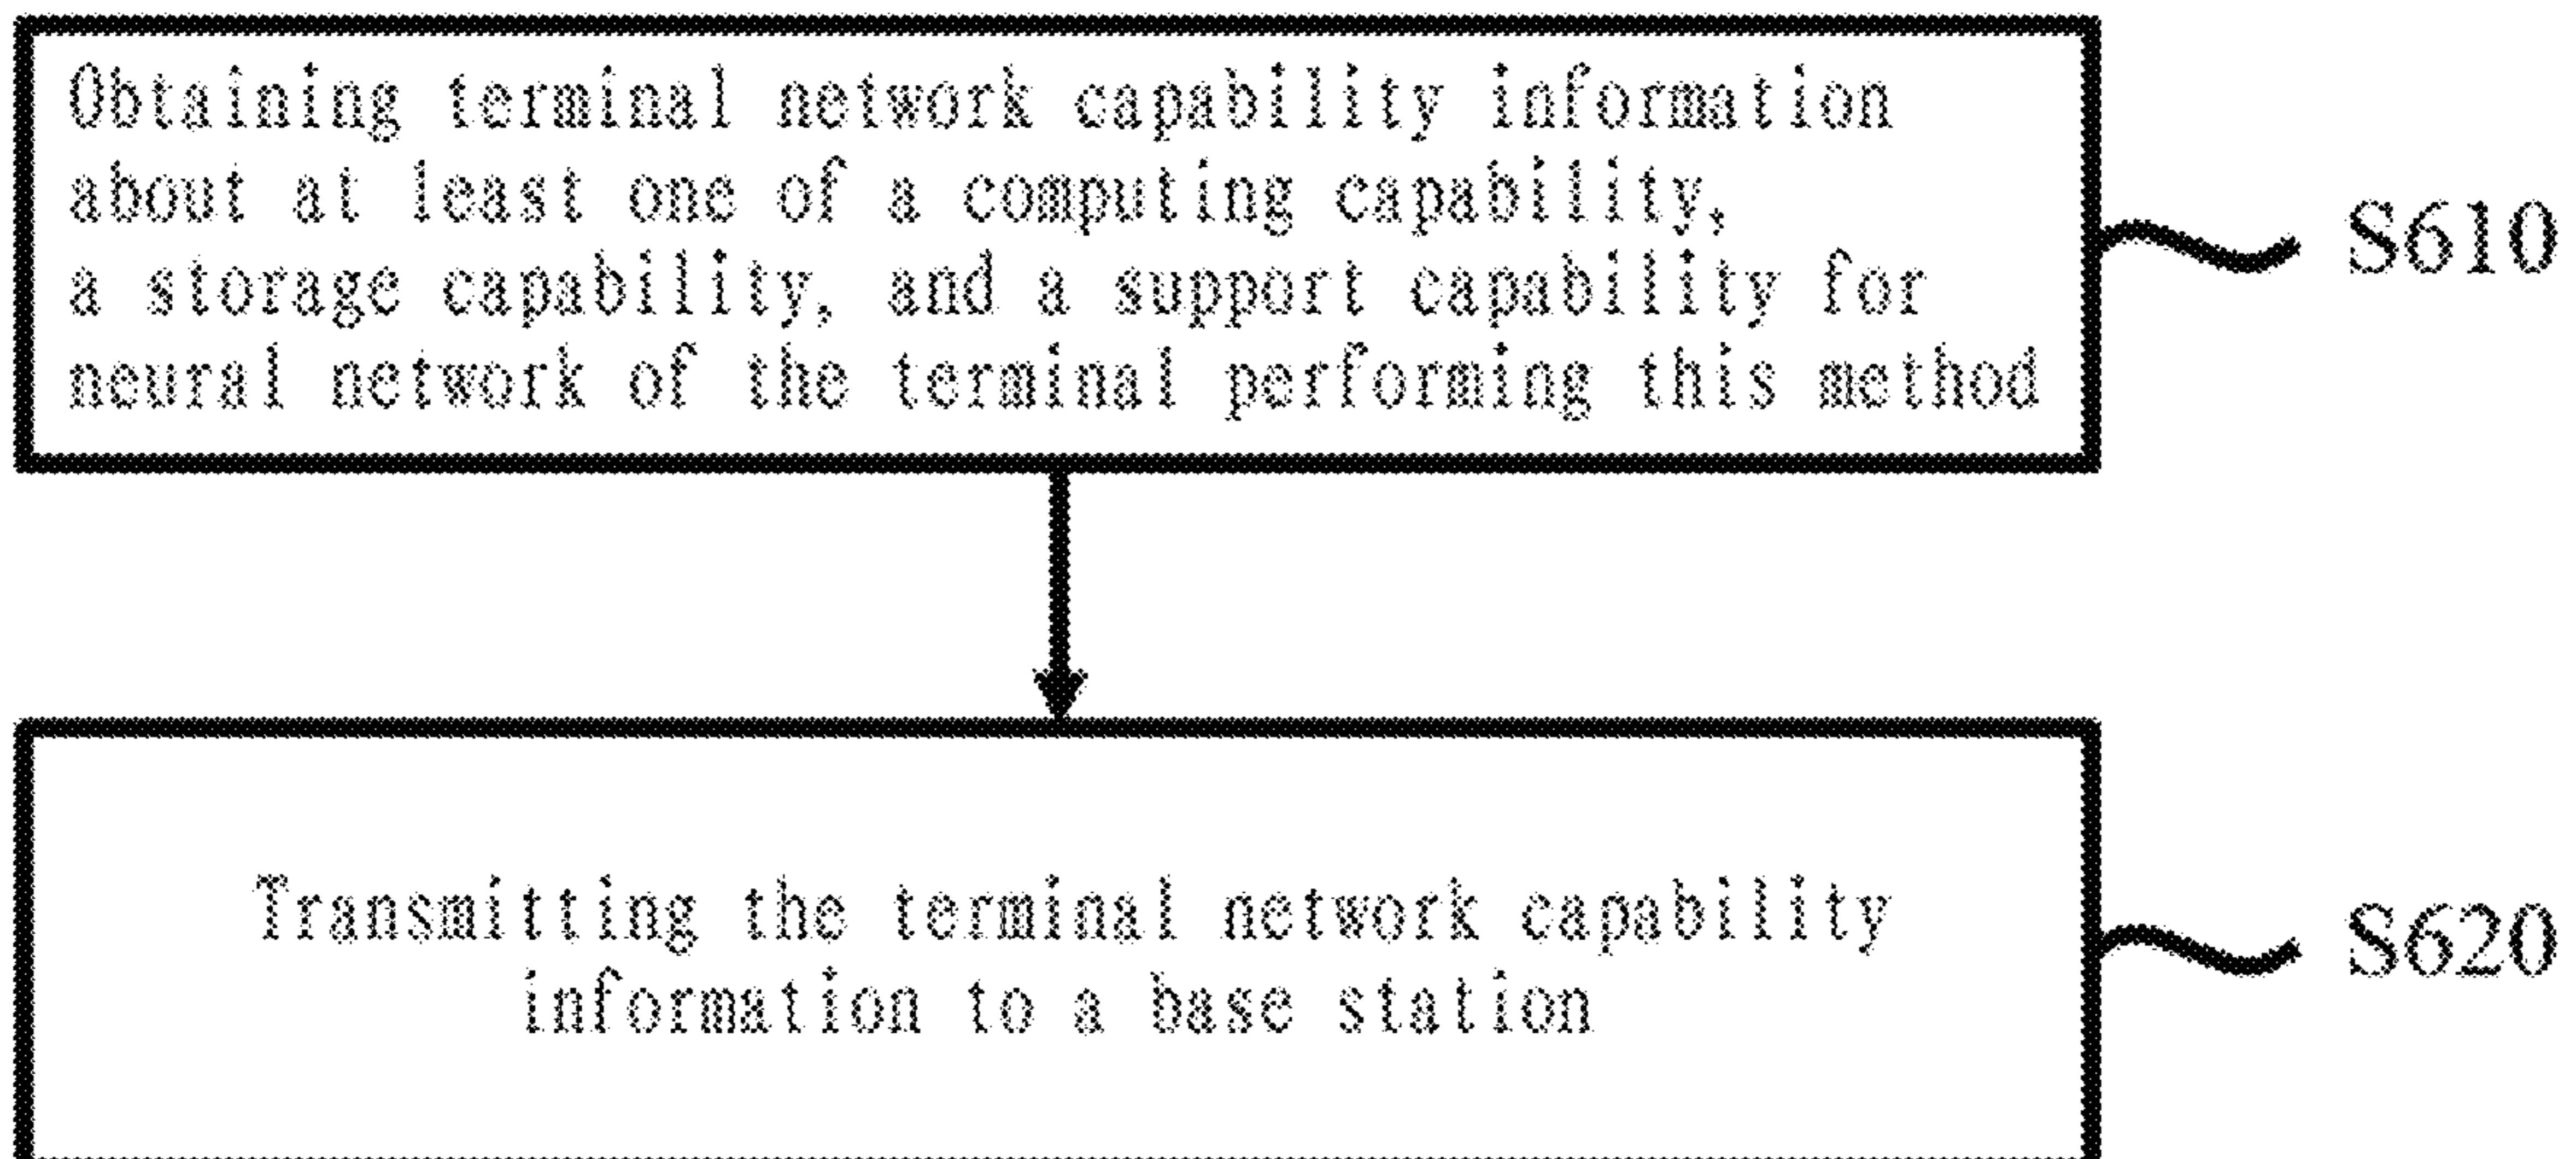 Obtaining terminal network capability information
about at least one of a computing capability,
a storage capability, and a support capability for
neural network of the terminal performing this method
S610
Transmitting the terminal network capability
information to a base station
S620